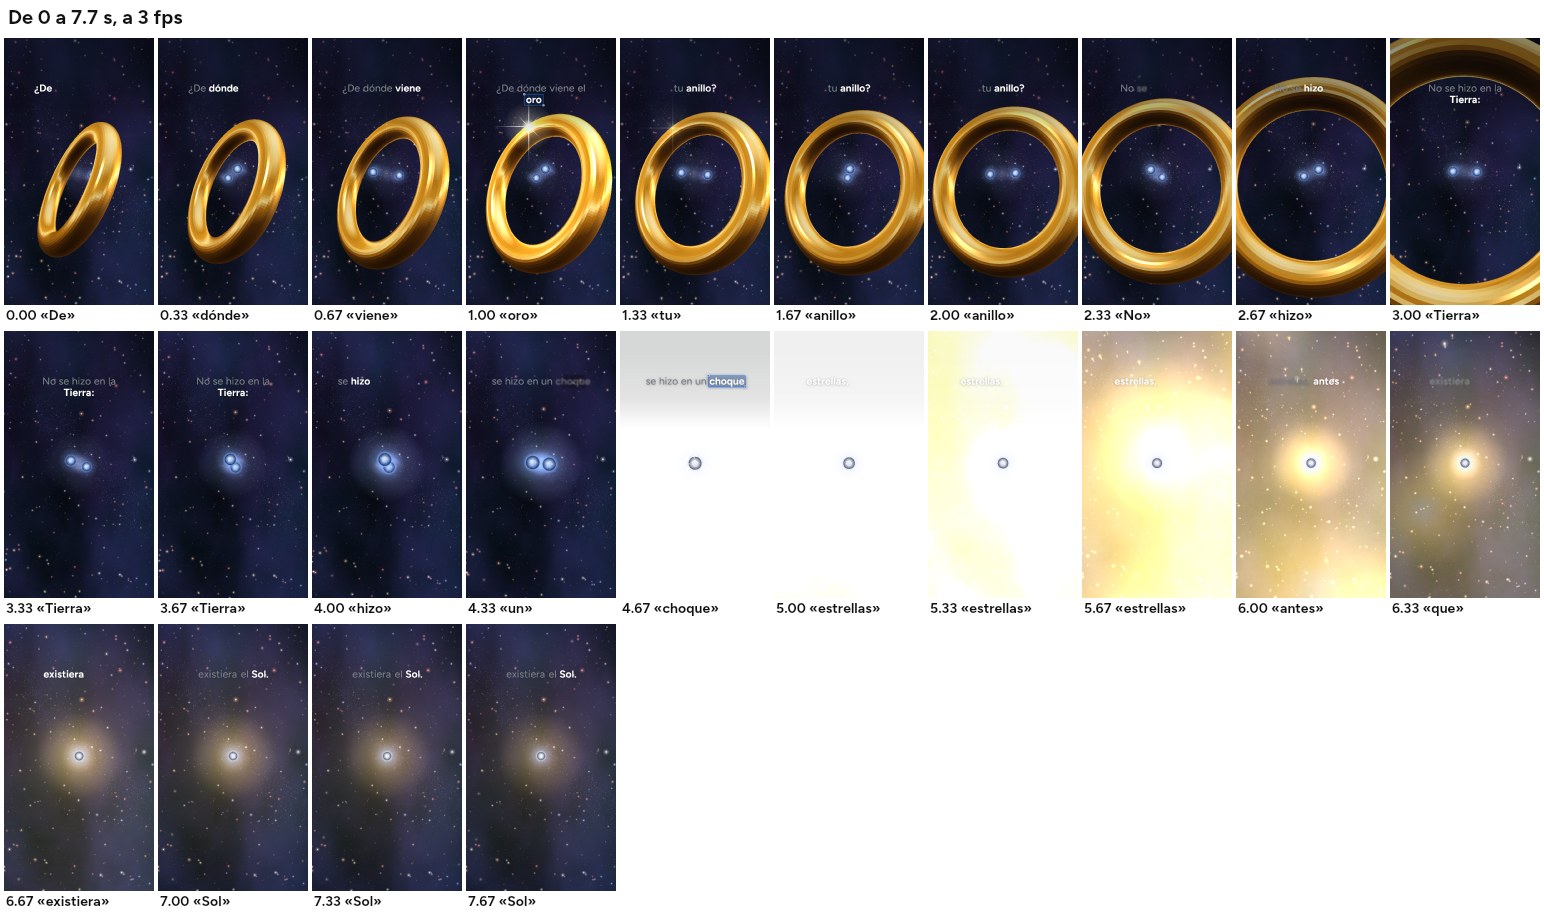 De 0 a 7.7 s, a 3 fps
¿De
¿De dónde
¿De dónde viene
¿De dónde viene el
oro
tu anillo?
tu anillo?
tu anillo?
No se
hizo
No se hizo en la
Tierra:
0.00 «De»
0.33 «dónde»
0.67 «viene»
1.00 «oro»
1.33 «tu»
1.67 «anillo»
2.00 «anillo»
2.33 «No»
2.67 «hizo»
3.00 «Tierra»
No se hizo en la
Tierra:
No se hizo en la
Tierra:
se hizo
se hizo en un choque
se hizo en un choque
estrellas.
estrellas.
estrellas.
antes
existiera
3.33 «Tierra»
3.67 «Tierra»
4.00 «hizo»
4.33 «un»
4.67 «choque»
5.00 «estrellas»
5.33 «estrellas»
5.67 «estrellas»
6.00 «antes»
6.33 «que»
existiera
existiera el Sol.
existiera el Sol.
existiera el Sol.
6.67 «existiera»
7.00 «Sol»
7.33 «Sol»
7.67 «Sol»